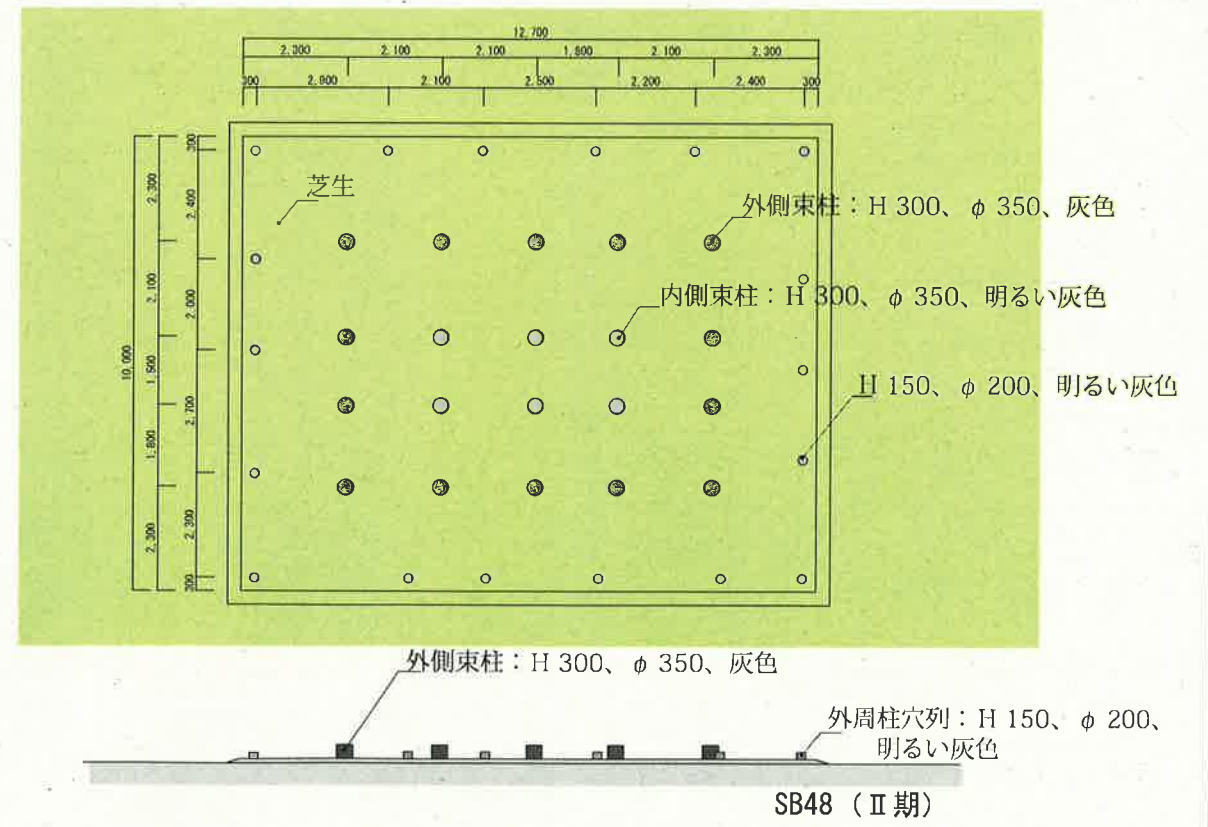 12,700
2,300 2,100 2,100 1,800 2,100 2,300
300 2,900 2,100 2,500 2,200 2,400 300
10,000
2,300 2,100 1,500 1,800 2,300
300 2,400 2,000 2,700 2,300 300
芝生
外側束柱：H 300、φ 350、灰色
内側束柱：H 300、φ 350、明るい灰色
H 150、φ 200、明るい灰色
外側束柱：H 300、φ 350、灰色
外周柱穴列：H 150、φ 200、
明るい灰色
SB48（Ⅱ期）